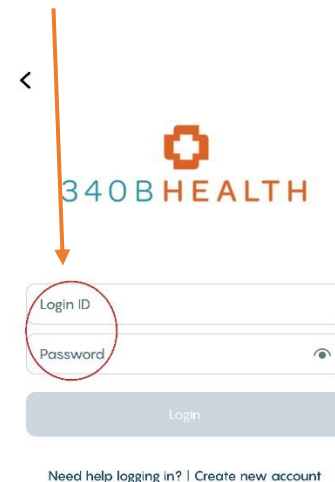 340BHEALTH
Login ID
Password
Login
Need help logging in? | Create new account